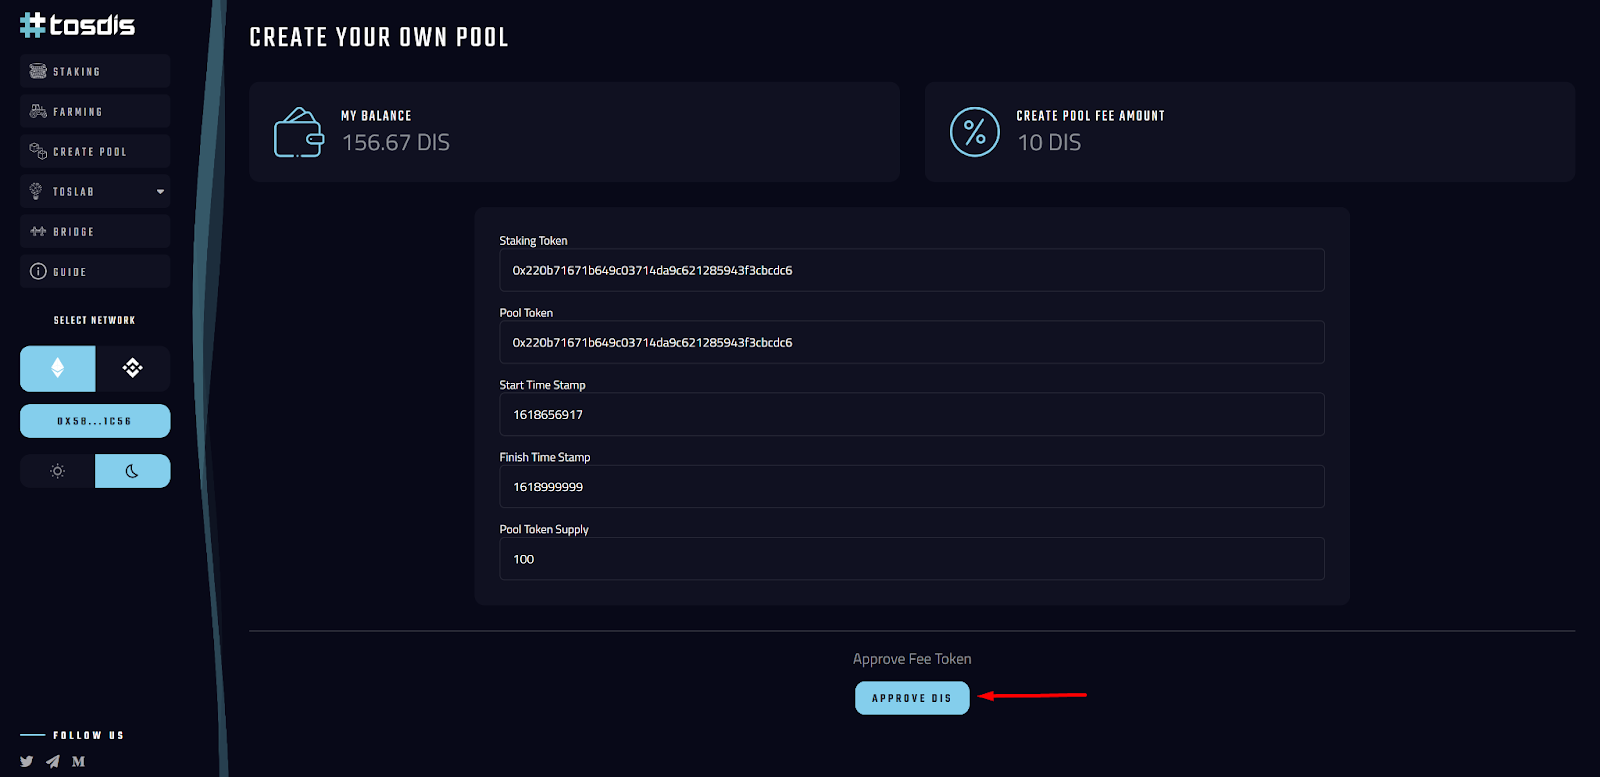 #tosdis
STAKING
FARMING
CREATE POOL
TOSLAB
BRIDGE
GUIDE
SELECT NETWORK
0X58...1C56
FOLLOW US
CREATE YOUR OWN POOL
MY BALANCE
156.67 DIS
CREATE POOL FEE AMOUNT
10 DIS
Staking Token
0x220b71671b649c03714da9c621285943f3cbcdc6
Pool Token
0x220b71671b649c03714da9c621285943f3cbcdc6
Start Time Stamp
1618656917
Finish Time Stamp
1618999999
Pool Token Supply
100
Approve Fee Token
APPROVE DIS